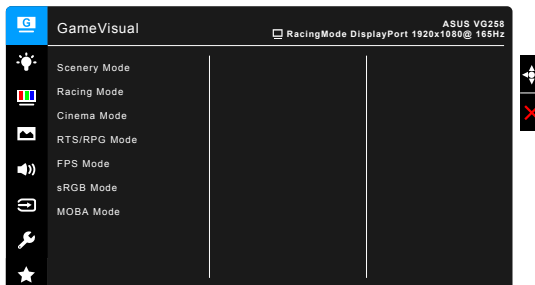 G
GameVisual
ASUS VG258
RacingMode DisplayPort 1920x1080@ 165Hz
Scenery Mode
Racing Mode
Cinema Mode
RTS/RPG Mode
FPS Mode
sRGB Mode
MOBA Mode